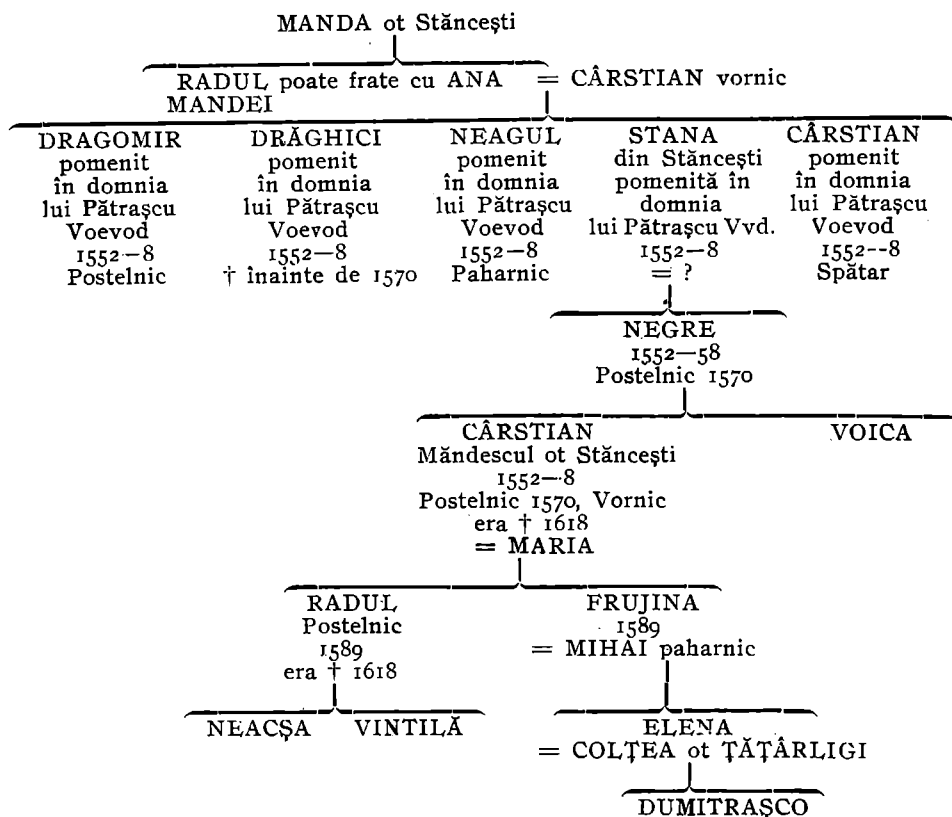 MANDA ot Stăncești
RADUL poate frate cu ANA = CÂRSTIAN vornic
MANDEI
DRAGOMIR DRĂGHICI NEAGUL STANA CÂRSTIAN
pomenit pomenit pomenit din Stăncești pomenit
în domnia în domnia în domnia pomenită în în domnia
lui Pătrașcu lui Pătrașcu lui Pătrașcu domnia lui Pătrașcu
Voevod Voevod Voevod lui Pătrașcu Vvd. Voevod
1552—8 1552—8 1552—8 1552—8 1552--8
Postelnic † înainte de 1570 Paharnic = ? Spătar
NEGRE
1552—58
Postelnic 1570
CÂRSTIAN VOICA
Măndescul ot Stăncești
1552—8
Postelnic 1570, Vornic
era † 1618
= MARIA
RADUL FRUJINA
Postelnic 1589
1589 = MIHAI paharnic
era † 1618
NEACȘA VINTILĂ ELENA
= COLȚEA ot ȚĂȚÂRLIGI
DUMITRAȘCO